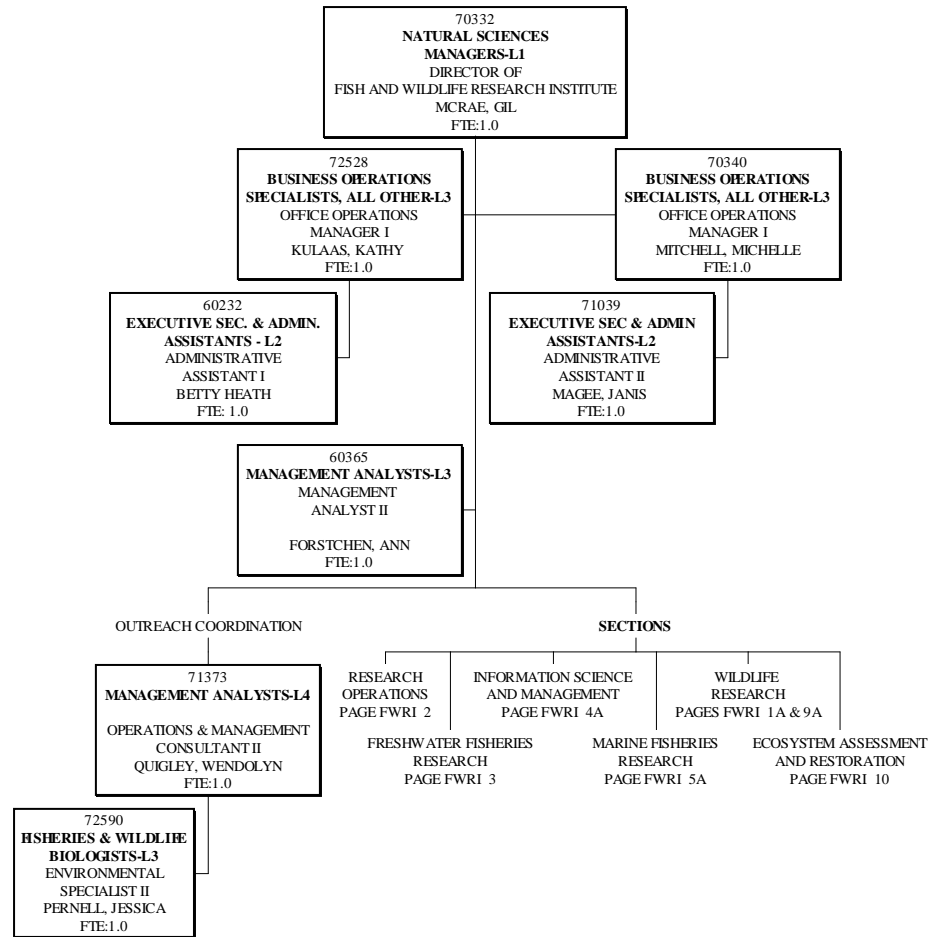 70332
NATURAL SCIENCES
MANAGERS-L1
DIRECTOR OF
FISH AND WILDLIFE RESEARCH INSTITUTE
MCRAE, GIL
FTE:1.0
72528
BUSINESS OPERATIONS
SPECIALISTS, ALL OTHER-L3
OFFICE OPERATIONS
MANAGER I
KULAAS, KATHY
FTE:1.0
70340
BUSINESS OPERATIONS
SPECIALISTS, ALL OTHER-L3
OFFICE OPERATIONS
MANAGER I
MITCHELL, MICHELLE
FTE:1.0
60232
EXECUTIVE SEC. & ADMIN.
ASSISTANTS - L2
ADMINISTRATIVE
ASSISTANT I
BETTY HEATH
FTE: 1.0
71039
EXECUTIVE SEC & ADMIN
ASSISTANTS-L2
ADMINISTRATIVE
ASSISTANT II
MAGEE, JANIS
FTE:1.0
60365
MANAGEMENT ANALYSTS-L3
MANAGEMENT
ANALYST II
FORSTCHEN, ANN
FTE:1.0
OUTREACH COORDINATION
SECTIONS
71373
MANAGEMENT ANALYSTS-L4
OPERATIONS & MANAGEMENT
CONSULTANT II
QUIGLEY, WENDOLYN
FTE:1.0
72590
FISHERIES & WILDLIFE
BIOLOGISTS-L3
ENVIRONMENTAL
SPECIALIST II
PERNELL, JESSICA
FTE:1.0
RESEARCH
OPERATIONS
PAGE FWRI 2
FRESHWATER FISHERIES
RESEARCH
PAGE FWRI 3
INFORMATION SCIENCE
AND MANAGEMENT
PAGE FWRI 4A
MARINE FISHERIES
RESEARCH
PAGE FWRI 5A
WILDLIFE
RESEARCH
PAGES FWRI 1A & 9A
ECOSYSTEM ASSESSMENT
AND RESTORATION
PAGE FWRI 10